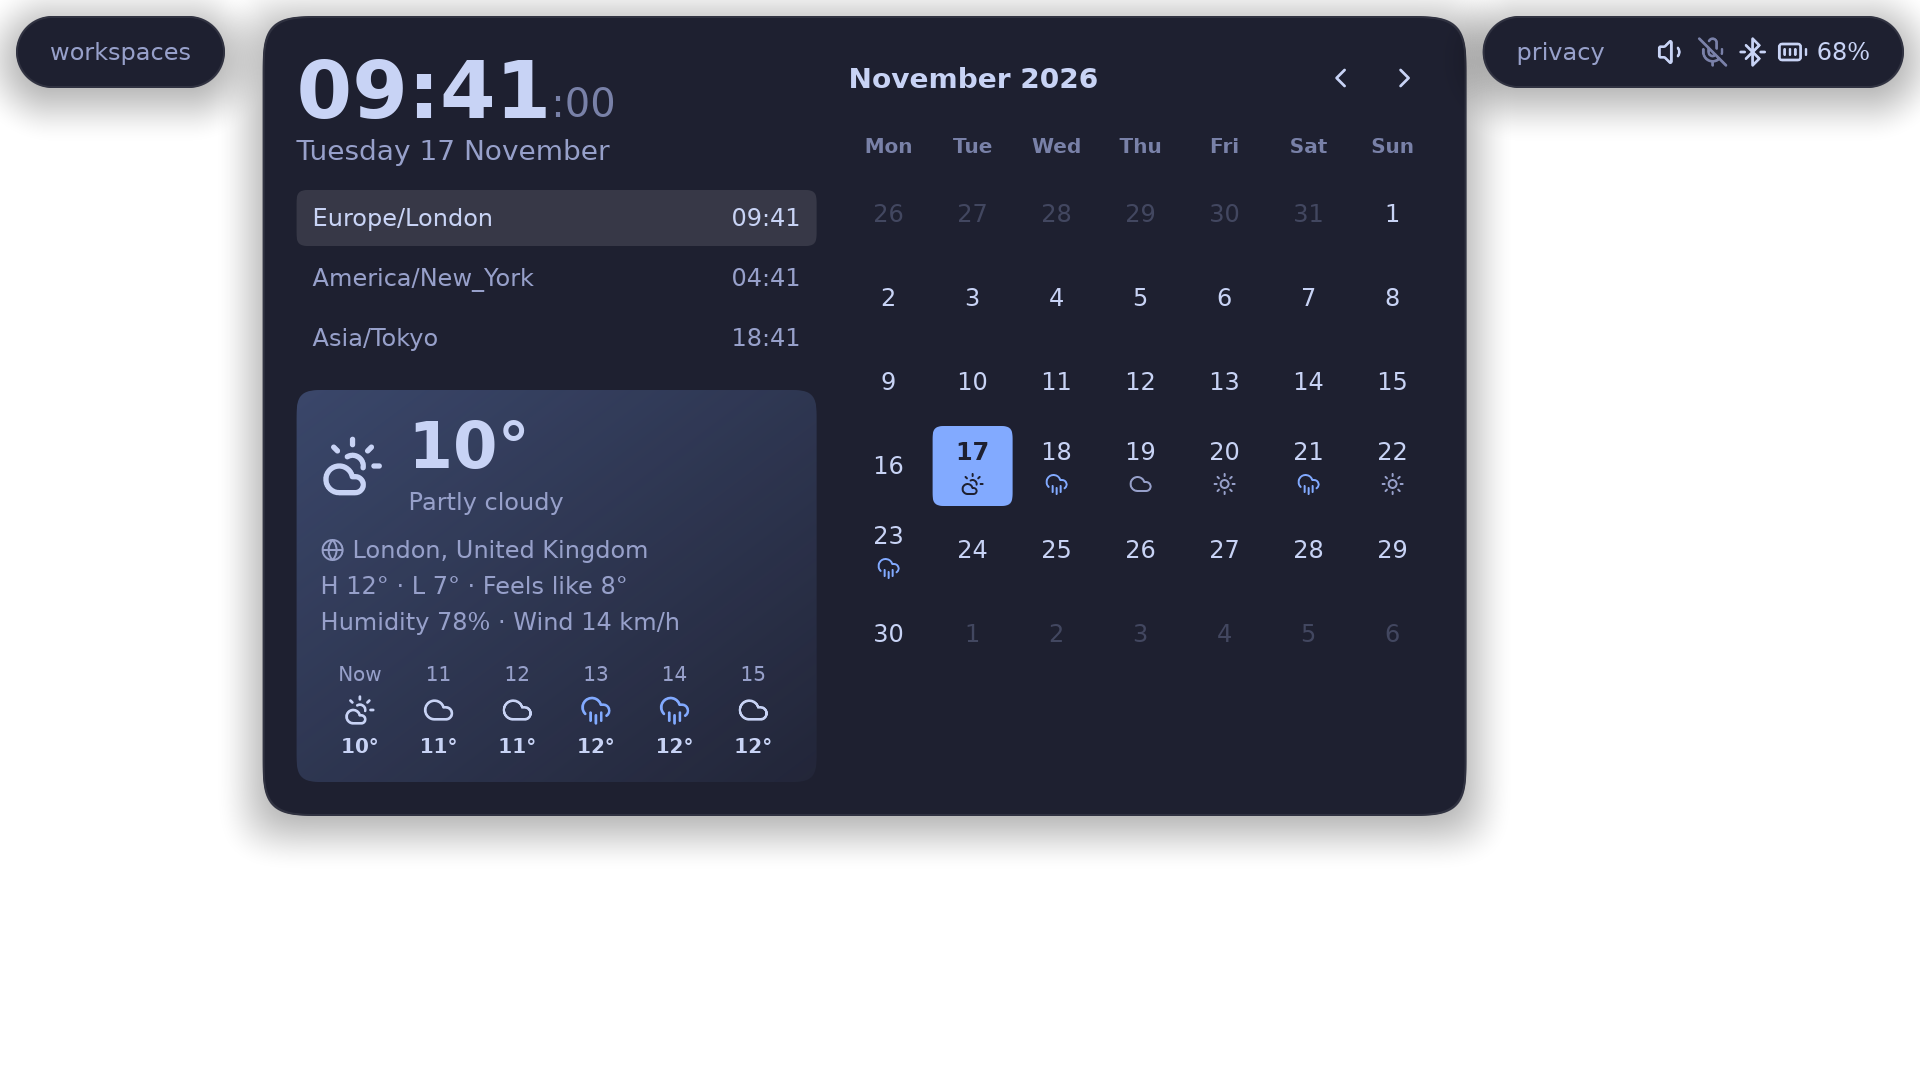 workspaces
09:41:00
Tuesday 17 November
Europe/London 09:41
America/New_York 04:41
Asia/Tokyo 18:41
10°
Partly cloudy
London, United Kingdom
H 12° · L 7° · Feels like 8°
Humidity 78% · Wind 14 km/h
Now 11 12 13 14 15
10° 11° 11° 12° 12° 12°
November 2026
Mon Tue Wed Thu Fri Sat Sun
26 27 28 29 30 31 1
2 3 4 5 6 7 8
9 10 11 12 13 14 15
16 17 18 19 20 21 22
23 24 25 26 27 28 29
30 1 2 3 4 5 6
privacy 68%